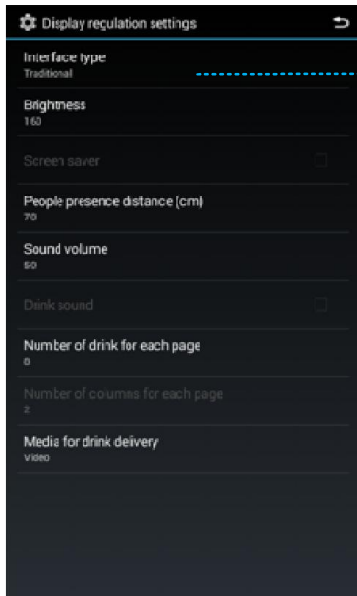 Display regulation settings
Interface type
Traditional
Brightness
160
Screen saver
People presence distance (cm)
70
Sound volume
50
Drink sound
Number of drink for each page
8
Number of columns for each page
2
Media for drink delivery
Video